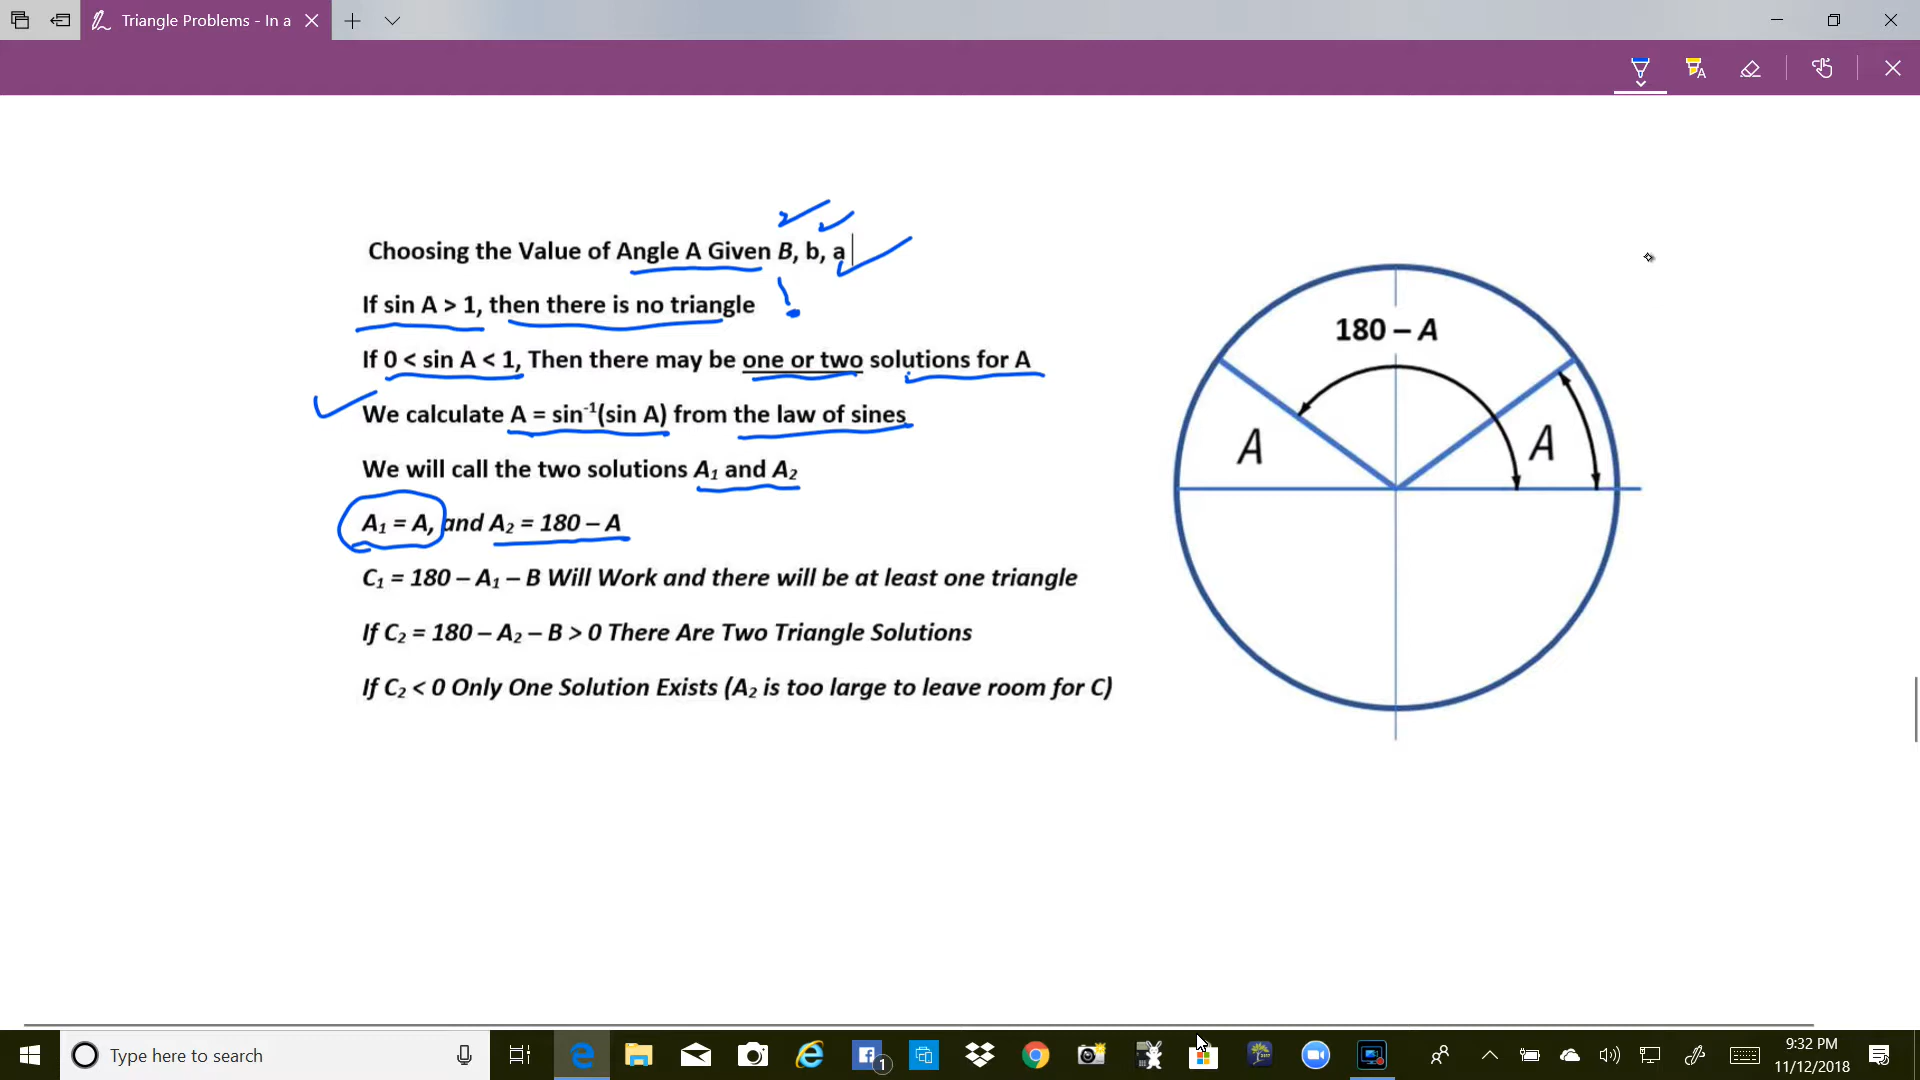 Triangle Problems - In a
Choosing the Value of Angle A Given B, b, a
If sin A > 1, then there is no triangle !
If 0 < sin A < 1, Then there may be one or two solutions for A
We calculate A = sin⁻¹(sin A) from the law of sines
We will call the two solutions A₁ and A₂
A₁ = A, and A₂ = 180 – A
C₁ = 180 – A₁ – B Will Work and there will be at least one triangle
If C₂ = 180 – A₂ – B > 0 There Are Two Triangle Solutions
If C₂ < 0 Only One Solution Exists (A₂ is too large to leave room for C)
180 – A
A
A
Type here to search
1
9:32 PM
11/12/2018